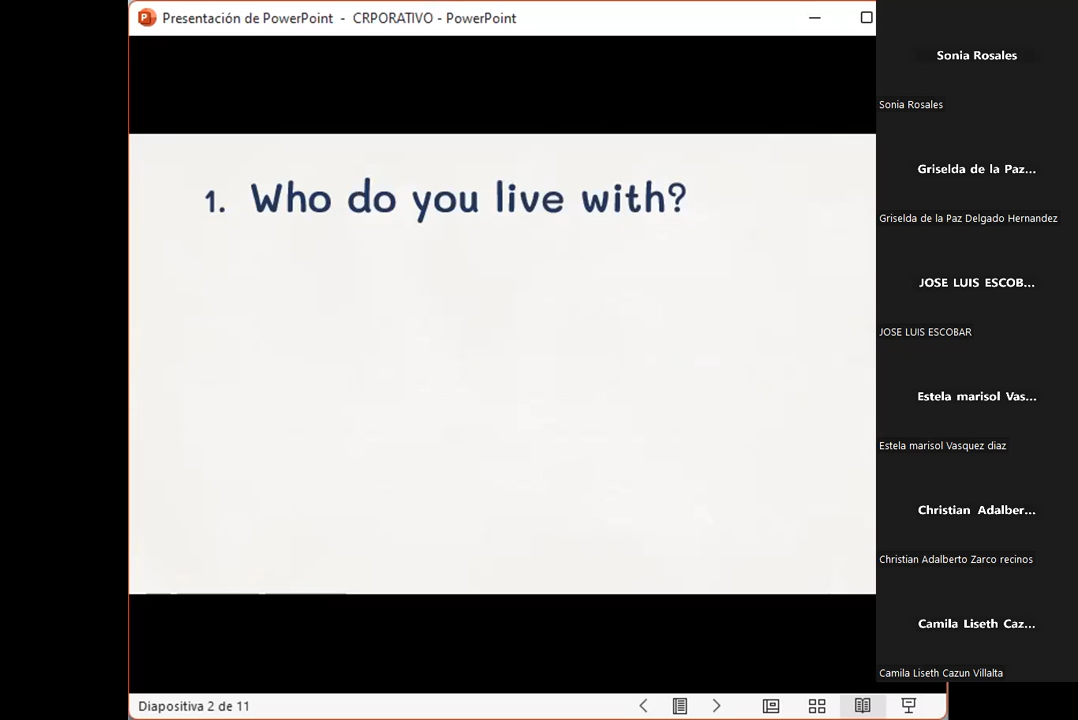 Presentación de PowerPoint - CRPORATIVO - PowerPoint
1. Who do you live with?
Diapositiva 2 de 11
Sonia Rosales
Sonia Rosales
Griselda de la Paz...
Griselda de la Paz Delgado Hernandez
JOSE LUIS ESCOB...
JOSE LUIS ESCOBAR
Estela marisol Vas...
Estela marisol Vasquez diaz
Christian Adalber...
Christian Adalberto Zarco recinos
Camila Liseth Caz...
Camila Liseth Cazun Villalta